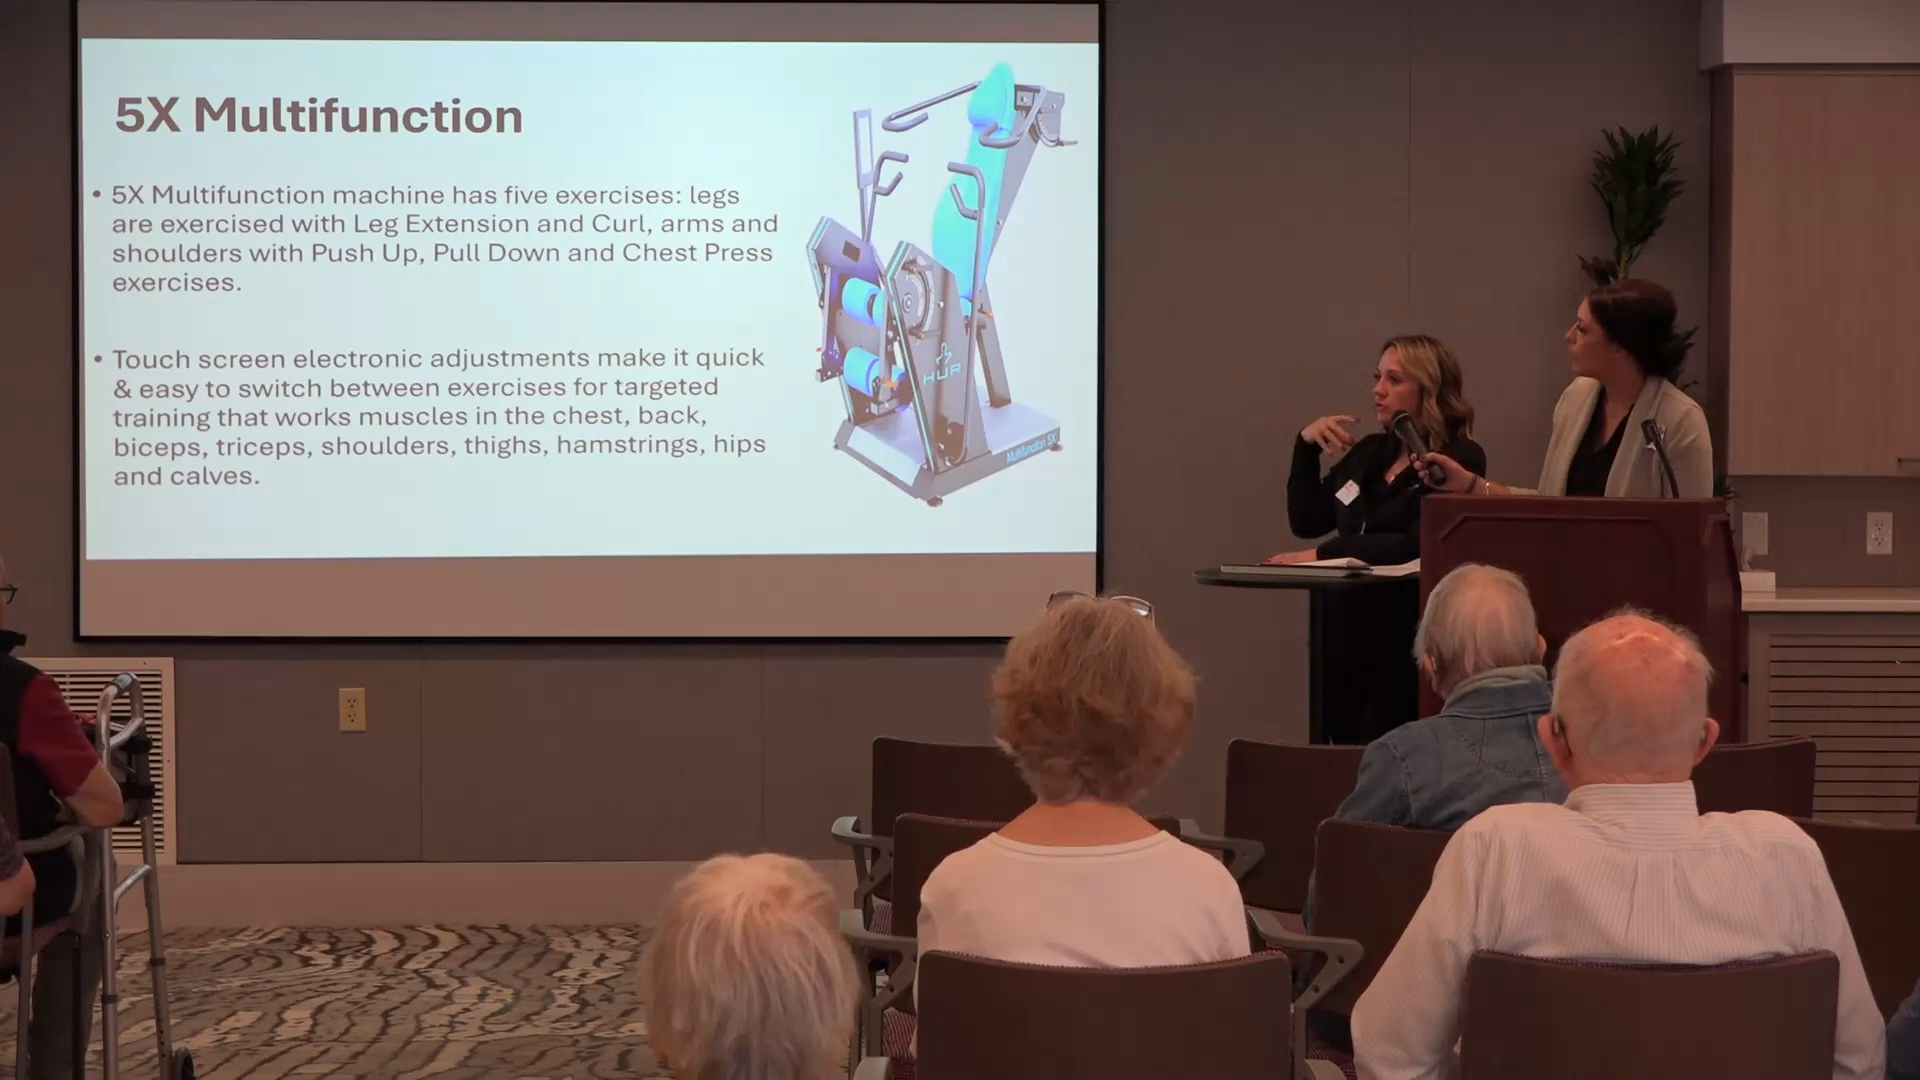 5X Multifunction
• 5X Multifunction machine has five exercises: legs
are exercised with Leg Extension and Curl, arms and
shoulders with Push Up, Pull Down and Chest Press
exercises.
• Touch screen electronic adjustments make it quick
& easy to switch between exercises for targeted
training that works muscles in the chest, back,
biceps, triceps, shoulders, thighs, hamstrings, hips
and calves.
HUR
Multifunction 5X